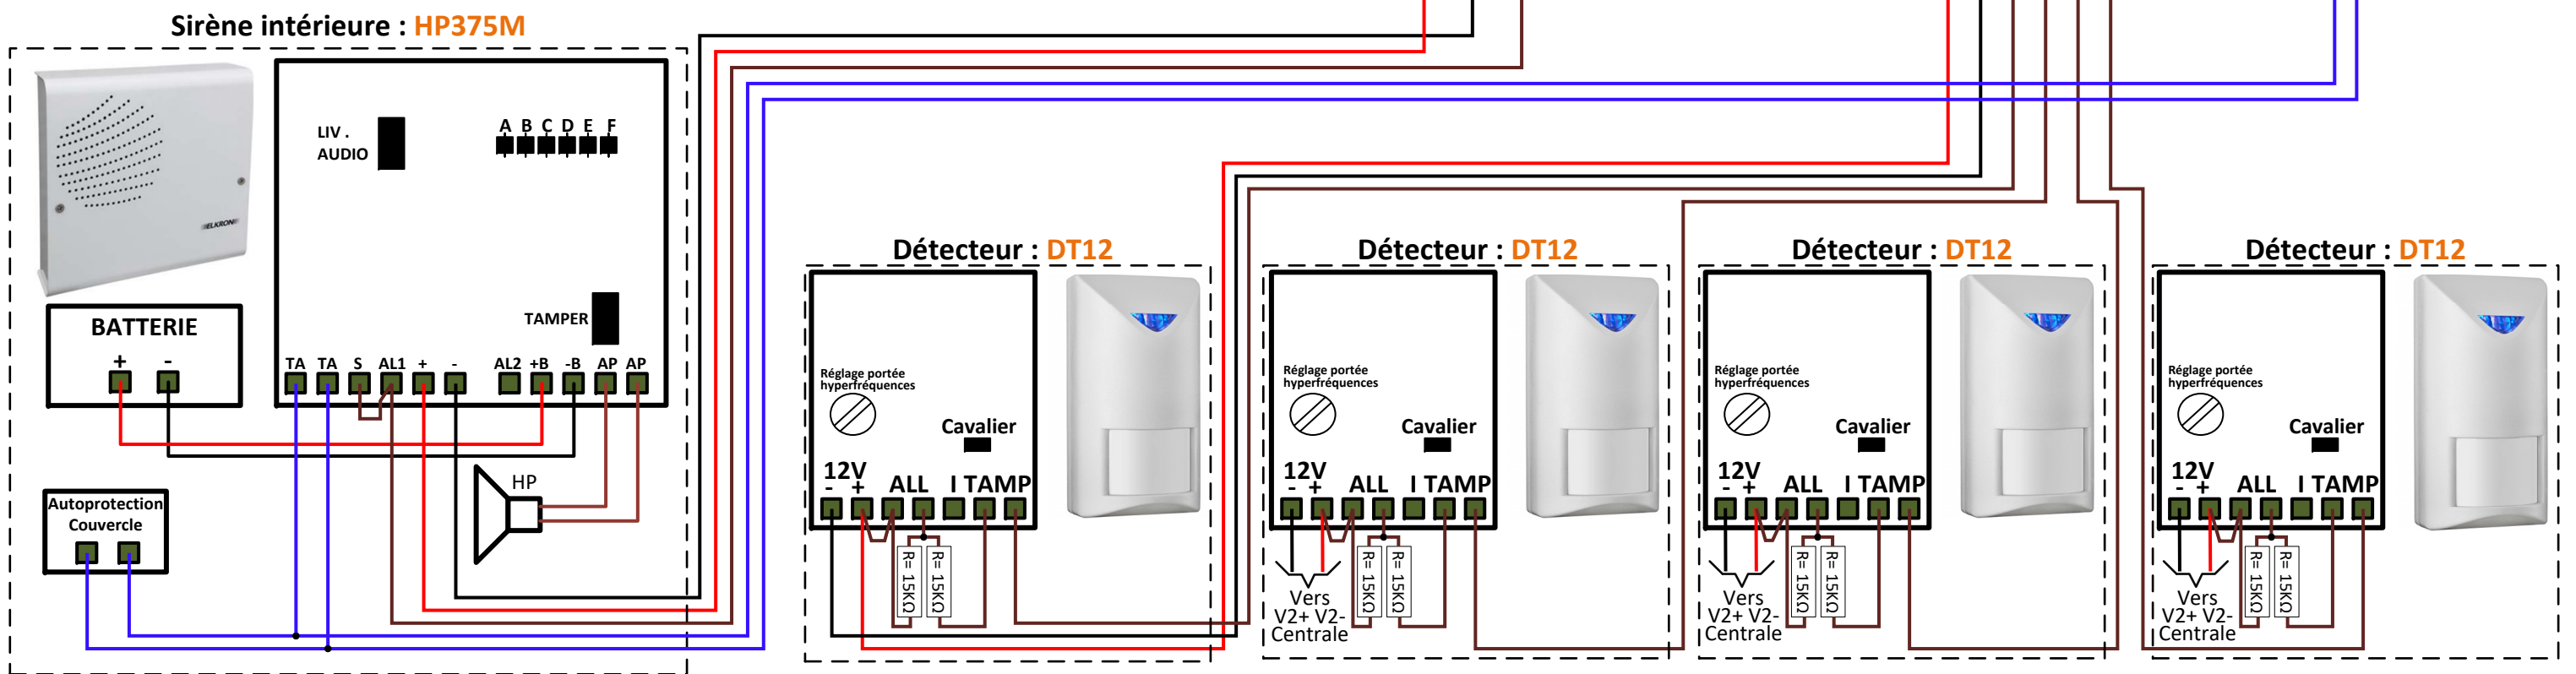 Sirène intérieure : HP375M
ELKRON
LIV .
AUDIO
A B C D E F
TAMPER
BATTERIE
+ -
TA TA S AL1 + - AL2 +B -B AP AP
Autoprotection
Couvercle
HP
Détecteur : DT12
Réglage portée
hyperfréquences
Cavalier
12V
- + ALL I TAMP
R= 15KΩ
R= 15KΩ
Détecteur : DT12
Réglage portée
hyperfréquences
Cavalier
12V
- + ALL I TAMP
R= 15KΩ
R= 15KΩ
Vers
V2+ V2-
Centrale
Détecteur : DT12
Réglage portée
hyperfréquences
Cavalier
12V
- + ALL I TAMP
R= 15KΩ
R= 15KΩ
Vers
V2+ V2-
Centrale
Détecteur : DT12
Réglage portée
hyperfréquences
Cavalier
12V
- + ALL I TAMP
R= 15KΩ
R= 15KΩ
Vers
V2+ V2-
Centrale